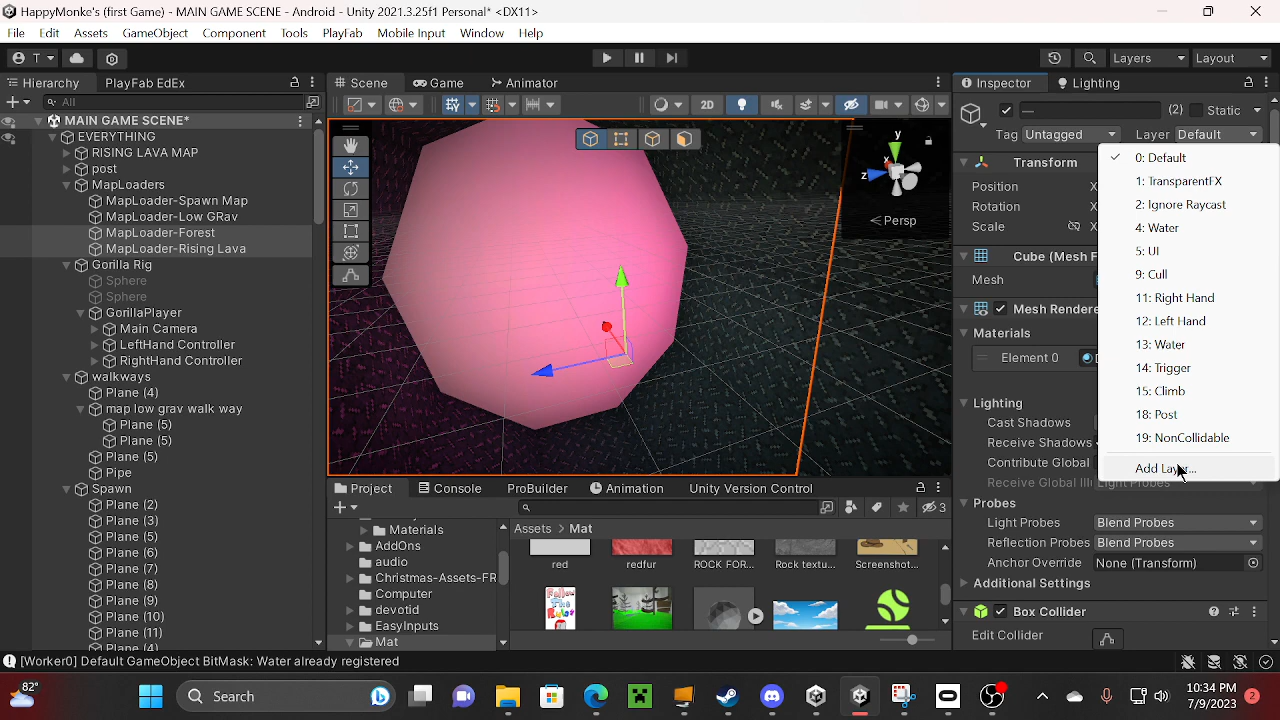 HappyMonke's (first Game) - MAIN GAME SCENE - Android - Unity 2021.3.25f1 Personal* <DX11>
File Edit Assets GameObject Component Tools PlayFab Mobile Input Window Help
T Layers Layout
Hierarchy PlayFab EdEx Scene Game Animator Inspector Lighting
All 2D — (2) Static
MAIN GAME SCENE*
Tag Untagged Layer Default
EVERYTHING
RISING LAVA MAP
post
MapLoaders
MapLoader-Spawn Map
MapLoader-Low GRav
MapLoader-Forest
MapLoader-Rising Lava
Gorilla Rig
Sphere
Sphere
GorillaPlayer
Main Camera
LeftHand Controller
RightHand Controller
walkways
Plane (4)
map low grav walk way
Plane (5)
Plane (5)
Plane (5)
Pipe
Spawn
Plane (2)
Plane (3)
Plane (5)
Plane (6)
Plane (7)
Plane (8)
Plane (9)
Plane (10)
Plane (11)
Plane (4)
y
x
z
Persp
Transform
Position X
Rotation X
Scale X
Cube (Mesh F
Mesh
Mesh Rendere
Materials
Element 0
Lighting
Cast Shadows
Receive Shadows
Contribute Global
Receive Global Illu Light Probes
Probes
Light Probes Blend Probes
Reflection Probes Blend Probes
Anchor Override None (Transform)
Additional Settings
Box Collider
Edit Collider
0: Default
1: TransparentFX
2: Ignore Raycast
4: Water
5: UI
9: Cull
11: Right Hand
12: Left Hand
13: Water
14: Trigger
15: Climb
18: Post
19: NonCollidable
Project Console ProBuilder Animation Unity Version Control
3
Materials
AddOns
audio
Christmas-Assets-FR
Computer
devotid
EasyInputs
Mat
Assets > Mat
red redfur ROCK FOR... Rock textu... Screenshot...
[Worker0] Default GameObject BitMask: Water already registered
82°
Search
10:34 PM
7/9/2023
2